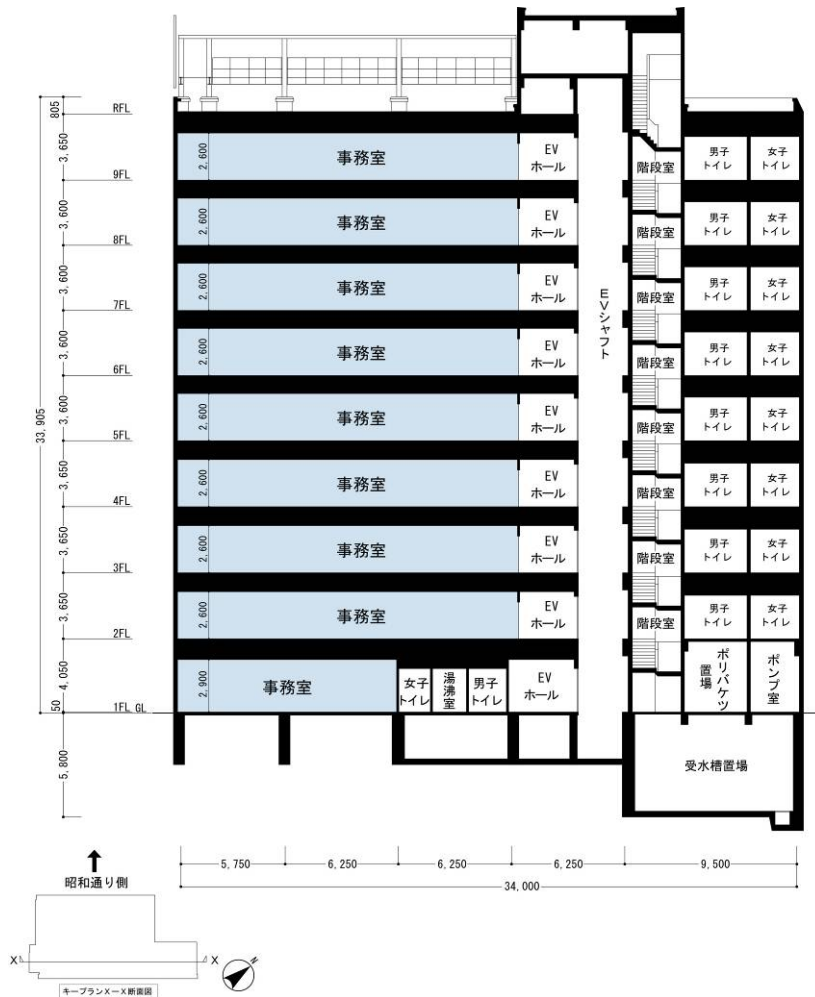 805
RFL
3,650
2,600
事務室
EV
ホール
階段室
男子
トイレ
女子
トイレ
9FL
3,600
2,600
事務室
EV
ホール
階段室
男子
トイレ
女子
トイレ
8FL
3,600
2,600
事務室
EV
ホール
階段室
男子
トイレ
女子
トイレ
7FL
EVシャフト
3,600
2,600
事務室
EV
ホール
階段室
男子
トイレ
女子
トイレ
6FL
3,600
2,600
事務室
EV
ホール
階段室
男子
トイレ
女子
トイレ
5FL
33,905
3,650
2,600
事務室
EV
ホール
階段室
男子
トイレ
女子
トイレ
4FL
3,650
2,600
事務室
EV
ホール
階段室
男子
トイレ
女子
トイレ
3FL
3,650
2,600
事務室
EV
ホール
階段室
男子
トイレ
女子
トイレ
2FL
4,050
2,900
事務室
女子
トイレ
湯沸室
男子
トイレ
EV
ホール
ポリバケツ
置場
ポンプ室
50
1FL GL
5,800
受水槽置場
5,750
6,250
6,250
6,250
9,500
34,000
昭和通り側
X
X
N
キープランX−X断面図